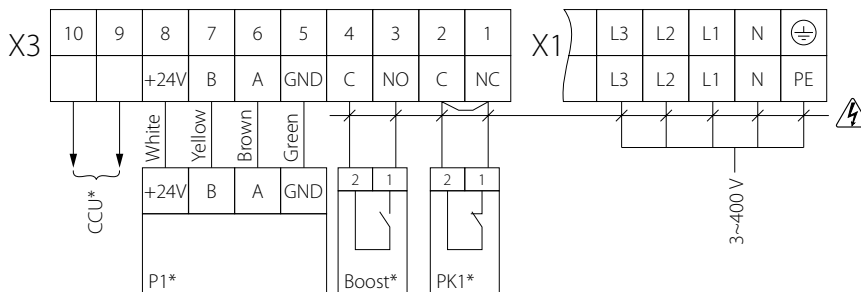 X3 10 9 8 7 6 5 4 3 2 1
+24V B A GND C NO C NC
X1 L3 L2 L1 N
L3 L2 L1 N PE
White Yellow Brown Green
CCU*
+24V B A GND
P1*
2 1
Boost*
2 1
PK1*
3~400 V